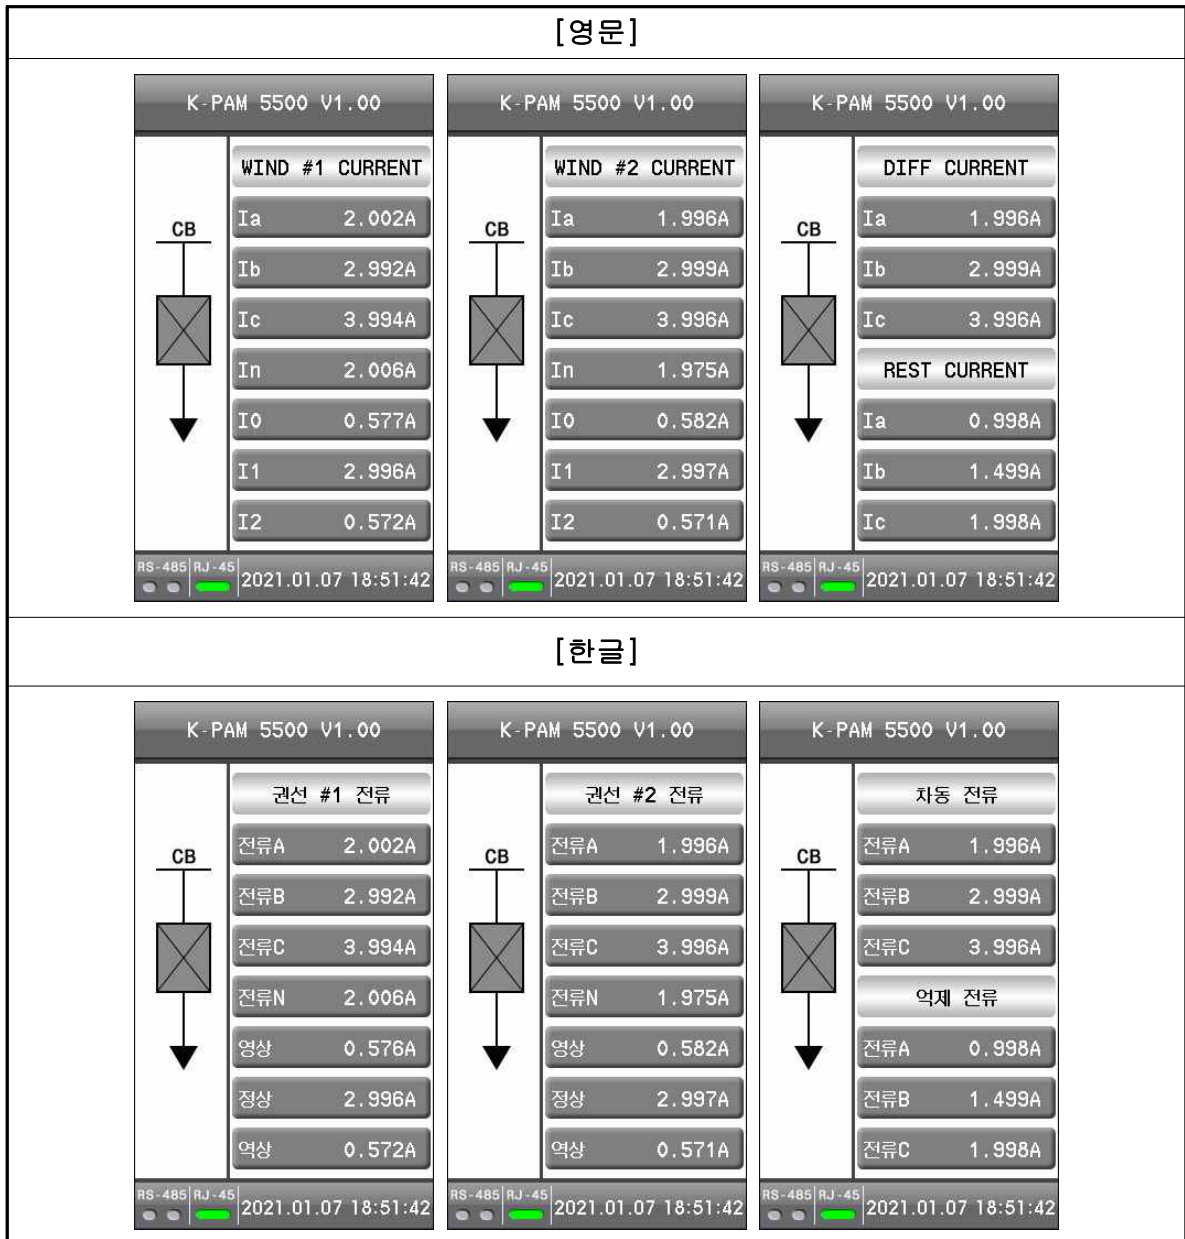 [영문]
K-PAM 5500 V1.00
WIND #1 CURRENT
CB
Ia 2.002A
Ib 2.992A
Ic 3.994A
In 2.006A
I0 0.577A
I1 2.996A
I2 0.572A
RS-485 RJ-45 2021.01.07 18:51:42
K-PAM 5500 V1.00
WIND #2 CURRENT
CB
Ia 1.996A
Ib 2.999A
Ic 3.996A
In 1.975A
I0 0.582A
I1 2.997A
I2 0.571A
RS-485 RJ-45 2021.01.07 18:51:42
K-PAM 5500 V1.00
DIFF CURRENT
CB
Ia 1.996A
Ib 2.999A
Ic 3.996A
REST CURRENT
Ia 0.998A
Ib 1.499A
Ic 1.998A
RS-485 RJ-45 2021.01.07 18:51:42
[한글]
K-PAM 5500 V1.00
권선 #1 전류
CB
전류A 2.002A
전류B 2.992A
전류C 3.994A
전류N 2.006A
영상 0.576A
정상 2.996A
역상 0.572A
RS-485 RJ-45 2021.01.07 18:51:42
K-PAM 5500 V1.00
권선 #2 전류
CB
전류A 1.996A
전류B 2.999A
전류C 3.996A
전류N 1.975A
영상 0.582A
정상 2.997A
역상 0.571A
RS-485 RJ-45 2021.01.07 18:51:42
K-PAM 5500 V1.00
차동 전류
CB
전류A 1.996A
전류B 2.999A
전류C 3.996A
억제 전류
전류A 0.998A
전류B 1.499A
전류C 1.998A
RS-485 RJ-45 2021.01.07 18:51:42